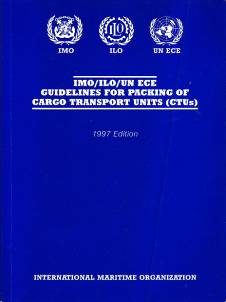 IMO ILO UN ECE
IMO/ILO/UN ECE
GUIDELINES FOR PACKING OF
CARGO TRANSPORT UNITS (CTUs)
1997 Edition
INTERNATIONAL MARITIME ORGANIZATION